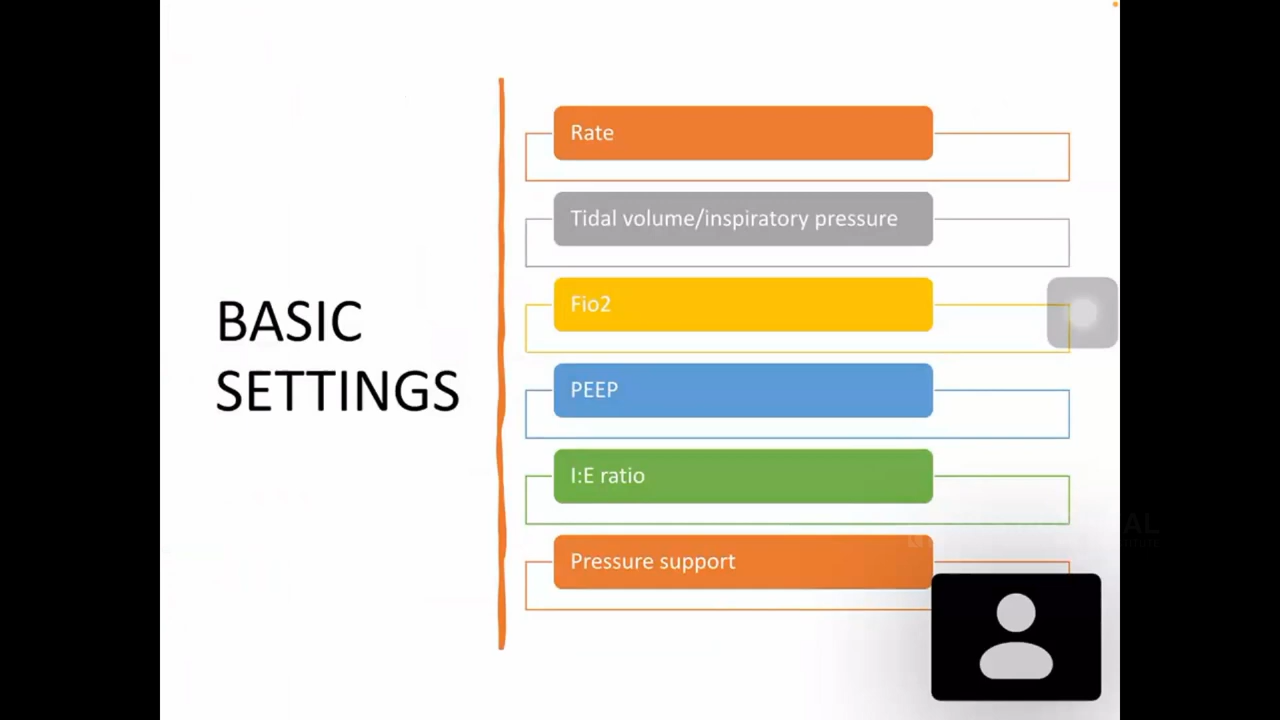 BASIC
SETTINGS
Rate
Tidal volume/inspiratory pressure
Fio2
PEEP
I:E ratio
Pressure support